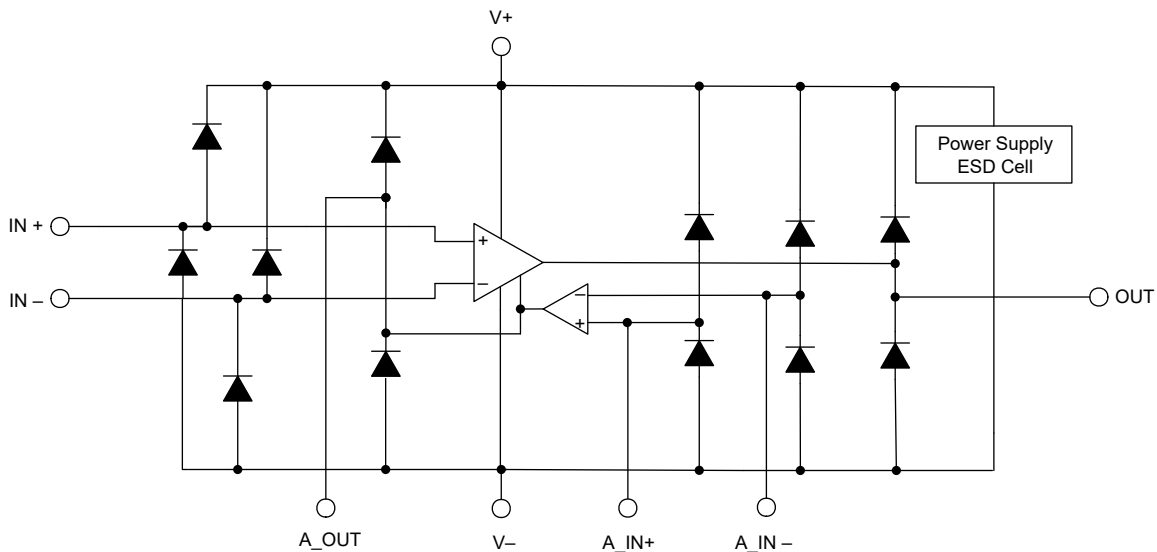 V+
Power Supply
ESD Cell
IN +
+
−
IN –
−
+
OUT
A_OUT
V–
A_IN+
A_IN –